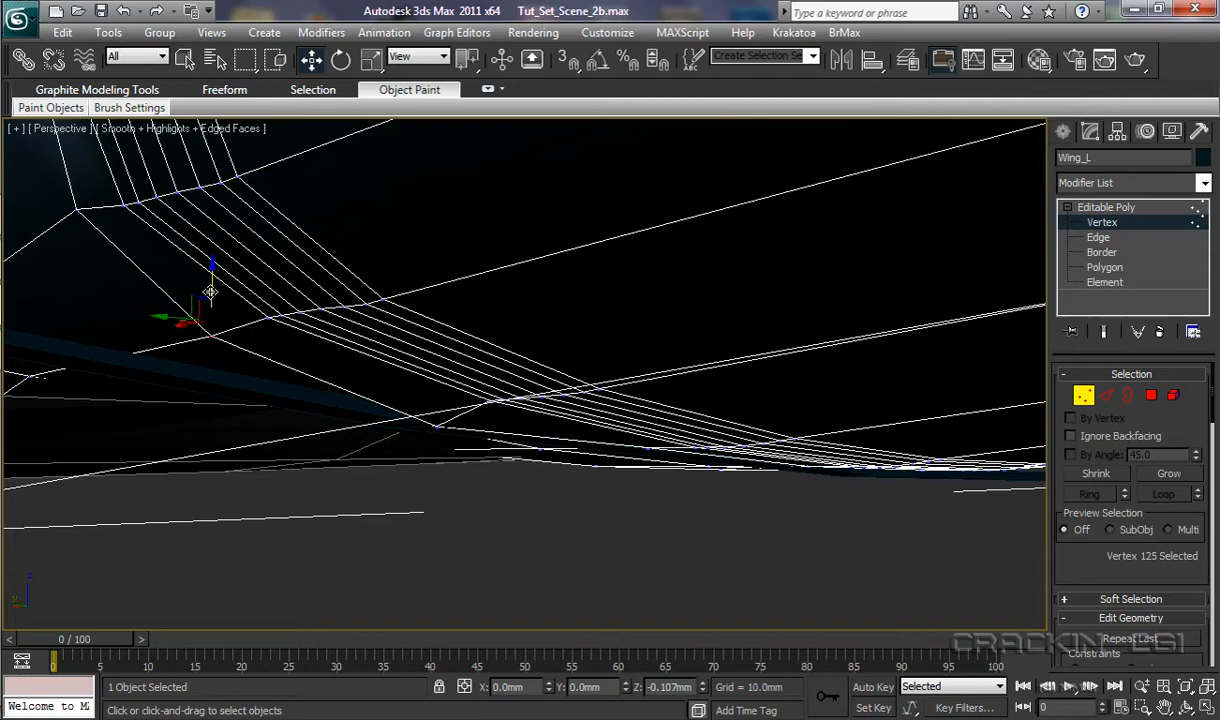 Autodesk 3ds Max 2011 x64 Tut_Set_Scene_2b.max
Type a keyword or phrase
Edit Tools Group Views Create Modifiers Animation Graph Editors Rendering Customize MAXScript Help Krakatoa BrMax
All View Create Selection Se
Graphite Modeling Tools Freeform Selection Object Paint
Paint Objects Brush Settings
[ + ] [ Perspective ] [ Smooth + Highlights + Edged Faces ]
Wing_L
Modifier List
Editable Poly
Vertex
Edge
Border
Polygon
Element
Selection
By Vertex
Ignore Backfacing
By Angle: 45.0
Shrink Grow
Ring Loop
Preview Selection
Off SubObj Multi
Vertex 125 Selected
Soft Selection
Edit Geometry
Repeat Last
Constraints
CRACKIN' LSI
< 0 / 100 >
0 5 10 15 20 25 30 35 40 45 50 55 60 65 70 75 80 85 90 95 100
1 Object Selected X: 0.0mm Y: 0.0mm Z: -0.107mm Grid = 10.0mm Auto Key Selected
Welcome to M Click or click-and-drag to select objects Add Time Tag Set Key Key Filters... 0